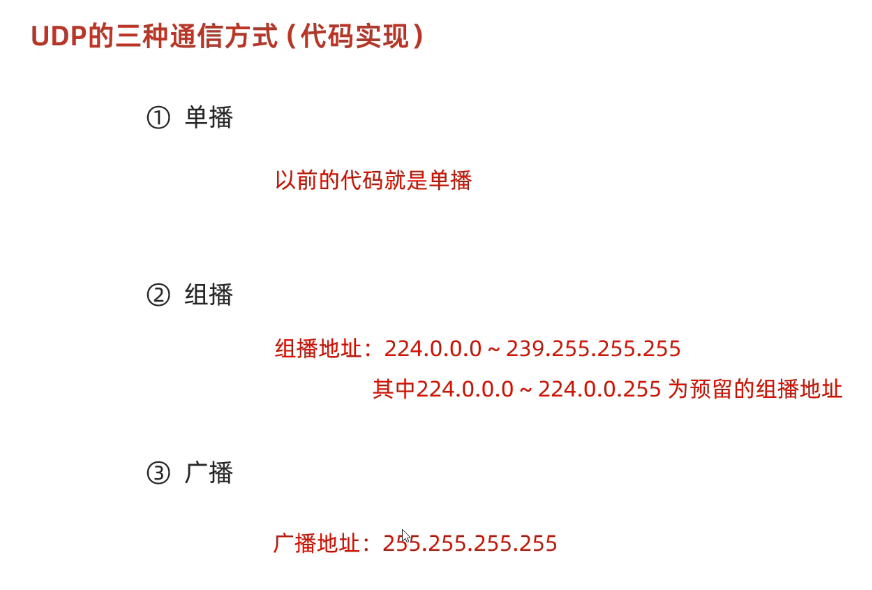 UDP的三种通信方式(代码实现)
① 单播
以前的代码就是单播
② 组播
组播地址：224.0.0.0 ~ 239.255.255.255
其中224.0.0.0 ~ 224.0.0.255 为预留的组播地址
③ 广播
广播地址：255.255.255.255